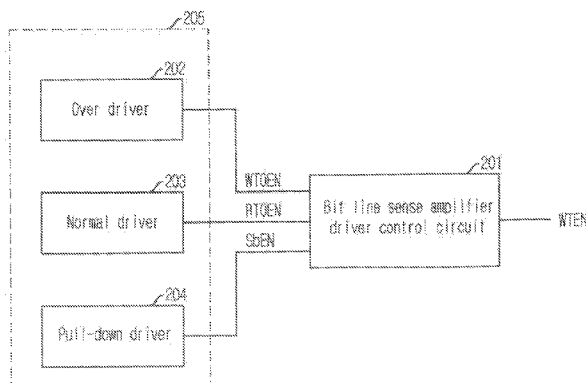 205
202
Over driver
201
WTOEN
203
RTOEN
Bit line sense amplifier
driver control circuit
WTEN
Normal driver
SbEN
204
Pull-down driver